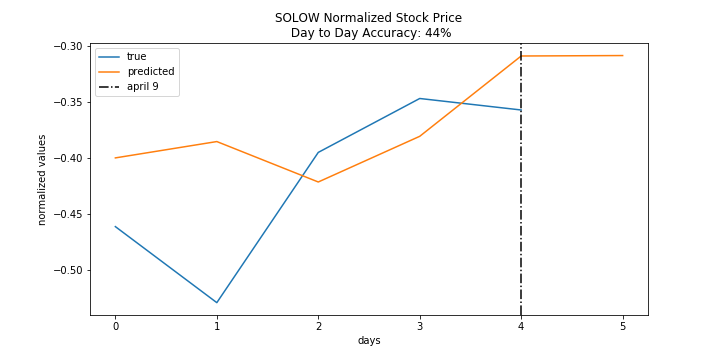 SOLOW Normalized Stock Price
Day to Day Accuracy: 44%
−0.30
−0.35
−0.40
−0.45
−0.50
normalized values
true
predicted
april 9
0 1 2 3 4 5
days